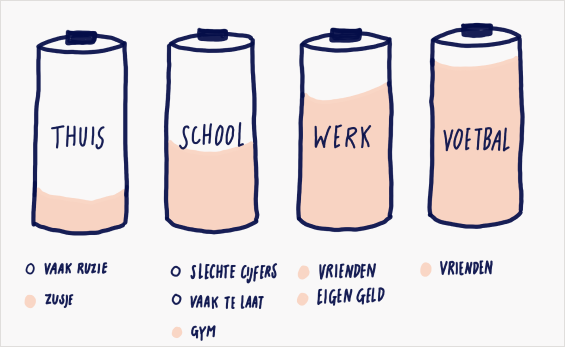 THUIS
SCHOOL
WERK
VOETBAL
VAAK RUZIE
ZUSJE
SLECHTE CIJFERS
VAAK TE LAAT
GYM
VRIENDEN
EIGEN GELD
VRIENDEN